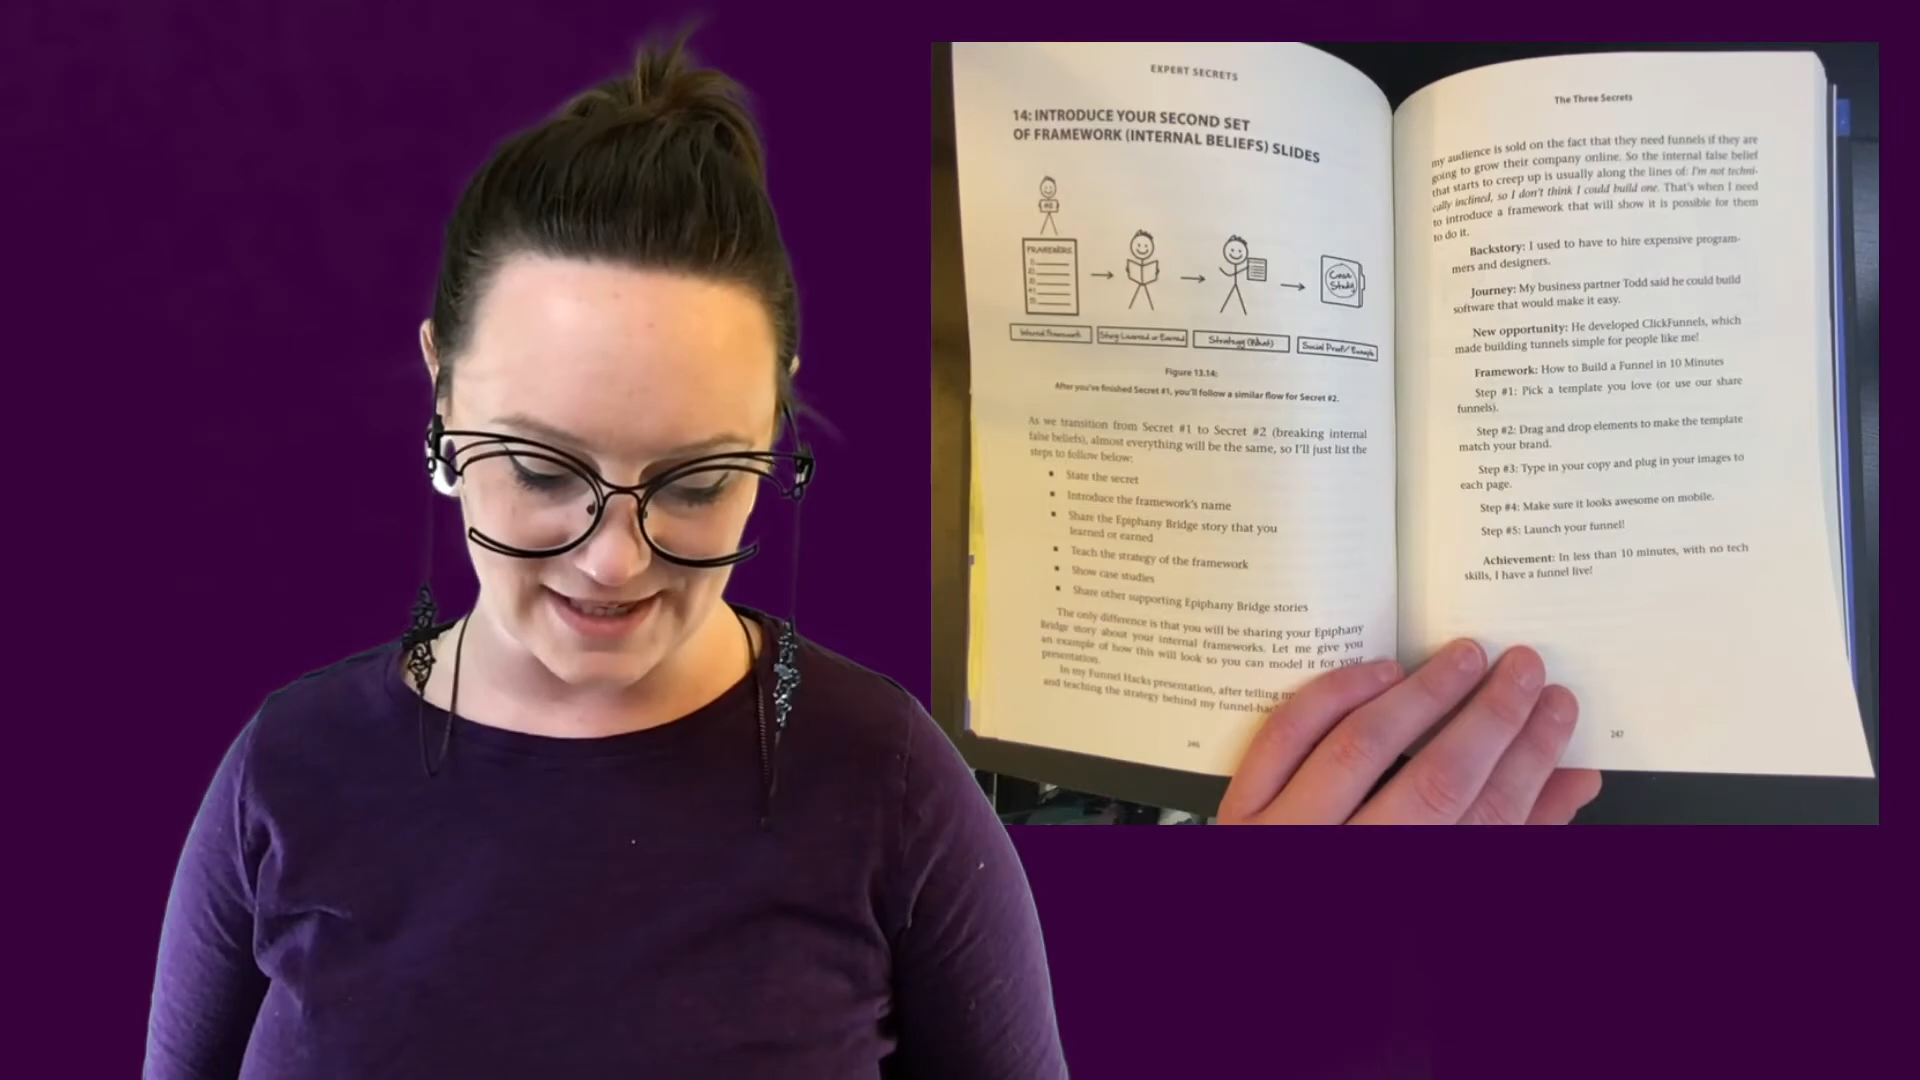 EXPERT SECRETS
14: INTRODUCE YOUR SECOND SET
OF FRAMEWORK (INTERNAL BELIEFS) SLIDES
#2
FRAMEWORK
Case
Study
Internal Framework
Story Learned or Earned
Strategy (What)
Social Proof/Example
Figure 13.14:
After you've finished Secret #1, you'll follow a similar flow for Secret #2.
As we transition from Secret #1 to Secret #2 (breaking internal
false beliefs), almost everything will be the same, so I'll just list the
steps to follow below:
▪ State the secret
▪ Introduce the framework's name
▪ Share the Epiphany Bridge story that you
learned or earned
▪ Teach the strategy of the framework
▪ Show case studies
▪ Share other supporting Epiphany Bridge stories
The only difference is that you will be sharing your Epiphany
Bridge story about your internal frameworks. Let me give you
an example of how this will look so you can model it for your
presentation.
In my Funnel Hacks presentation, after telling
and teaching the strategy behind my
246
The Three Secrets
my audience is sold on the fact that they need funnels if they are
going to grow their company online. So the internal false belief
that starts to creep up is usually along the lines of: I'm not techni-
cally inclined, so I don't think I could build one. That's when I need
to introduce a framework that will show it is possible for them
to do it.
Backstory: I used to have to hire expensive program-
mers and designers.
Journey: My business partner Todd said he could build
software that would make it easy.
New opportunity: He developed ClickFunnels, which
made building tunnels simple for people like me!
Framework: How to Build a Funnel in 10 Minutes
Step #1: Pick a template you love (or use our share
funnels).
Step #2: Drag and drop elements to make the template
match your brand.
Step #3: Type in your copy and plug in your images to
each page.
Step #4: Make sure it looks awesome on mobile.
Step #5: Launch your funnel!
Achievement: In less than 10 minutes, with no tech
skills, I have a funnel live!
247